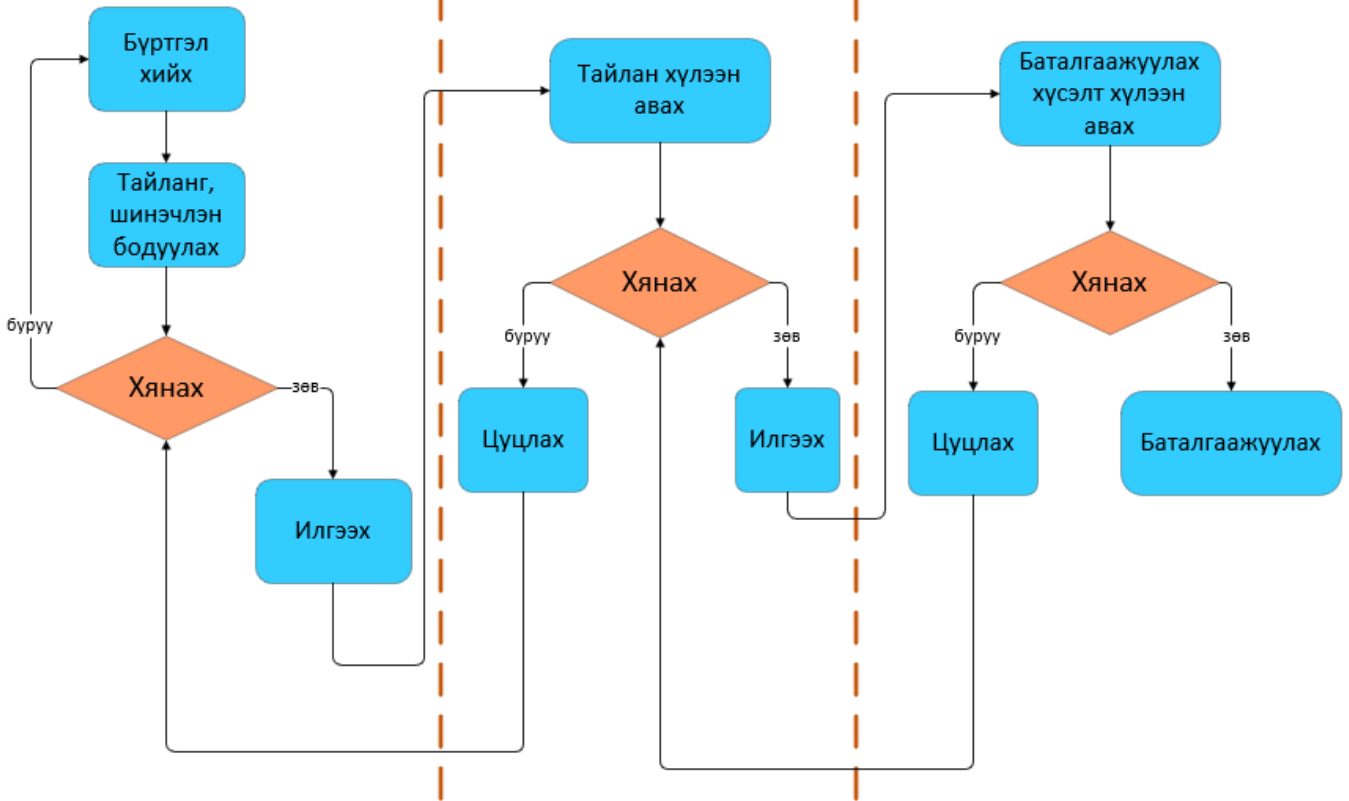 Бүртгэл
хийх
Тайланг,
шинэчлэн
бодуулах
буруу
Хянах
зөв
Илгээх
Тайлан хүлээн
авах
Хянах
буруу
зөв
Цуцлах
Илгээх
Баталгаажуулах
хүсэлт хүлээн
авах
Хянах
буруу
зөв
Цуцлах
Баталгаажуулах